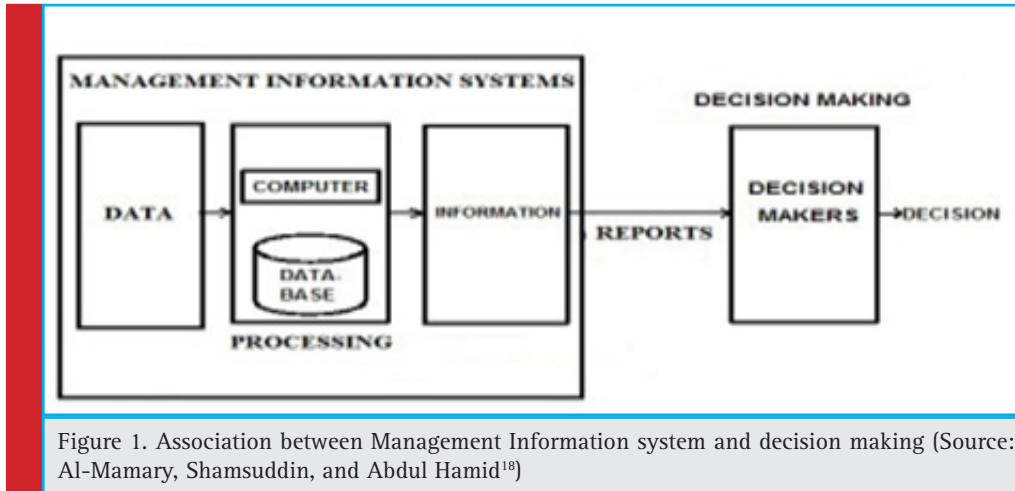 MANAGEMENT INFORMATION SYSTEMS
DATA
COMPUTER
DATA-
BASE
PROCESSING
INFORMATION
REPORTS
DECISION MAKING
DECISION
MAKERS
DECISION
Figure 1. Association between Management Information system and decision making (Source:
Al-Mamary, Shamsuddin, and Abdul Hamid¹⁸)